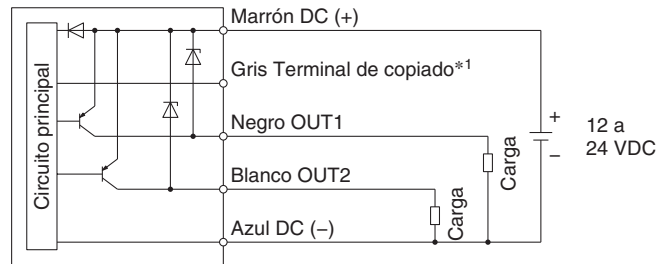 Marrón DC (+)
Gris Terminal de copiado*1
Negro OUT1
Blanco OUT2
Azul DC (−)
Circuito principal
Carga
Carga
+
−
12 a
24 VDC